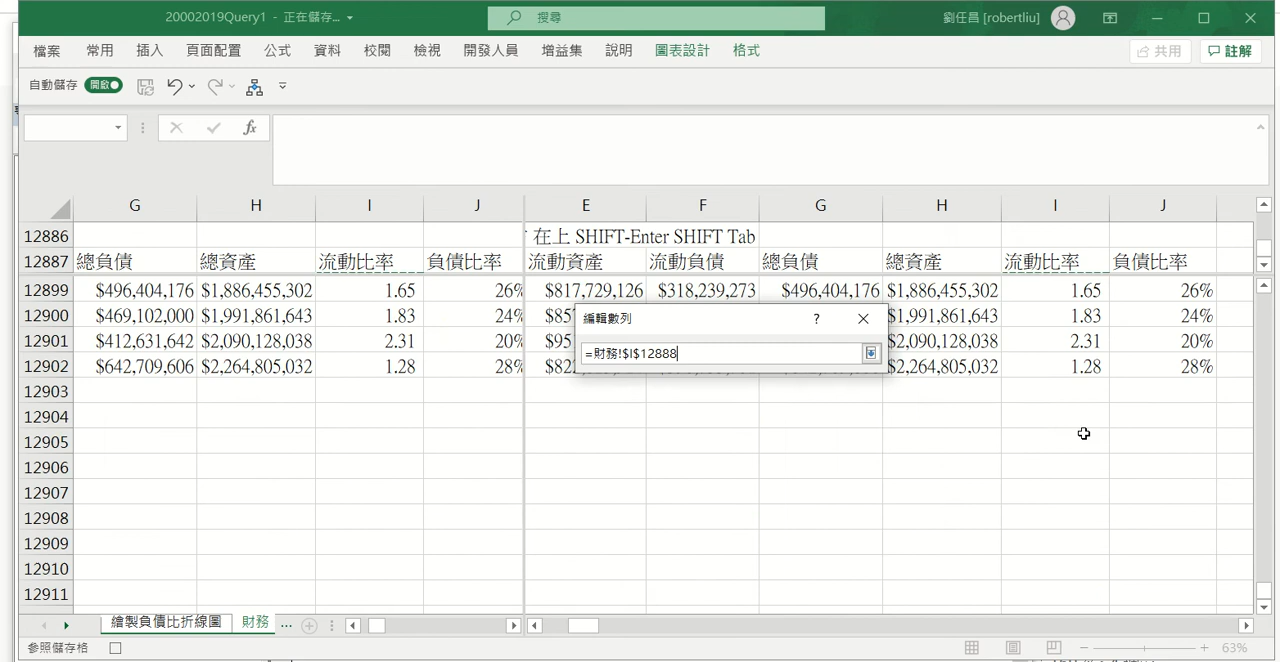 20002019Query1 - 正在儲存...
搜尋
劉任昌 [robertliu]
檔案 常用 插入 頁面配置 公式 資料 校閱 檢視 開發人員 增益集 說明 圖表設計 格式
共用 註解
自動儲存 開啟
fx
G H I J E F G H I J
12886 在上 SHIFT-Enter SHIFT Tab
12887 總負債 總資產 流動比率 負債比率 流動資產 流動負債 總負債 總資產 流動比率 負債比率
12899 $496,404,176 $1,886,455,302 1.65 26% $817,729,126 $318,239,273 $496,404,176 $1,886,455,302 1.65 26%
12900 $469,102,000 $1,991,861,643 1.83 24% $1,991,861,643 1.83 24%
編輯數列 ?
12901 $412,631,642 $2,090,128,038 2.31 20% $2,090,128,038 2.31 20%
=財務!$I$12888
12902 $642,709,606 $2,264,805,032 1.28 28% $2,264,805,032 1.28 28%
12903
12904
12905
12906
12907
12908
12909
12910
12911
繪製負債比折線圖 財務 ...
參照儲存格
63%